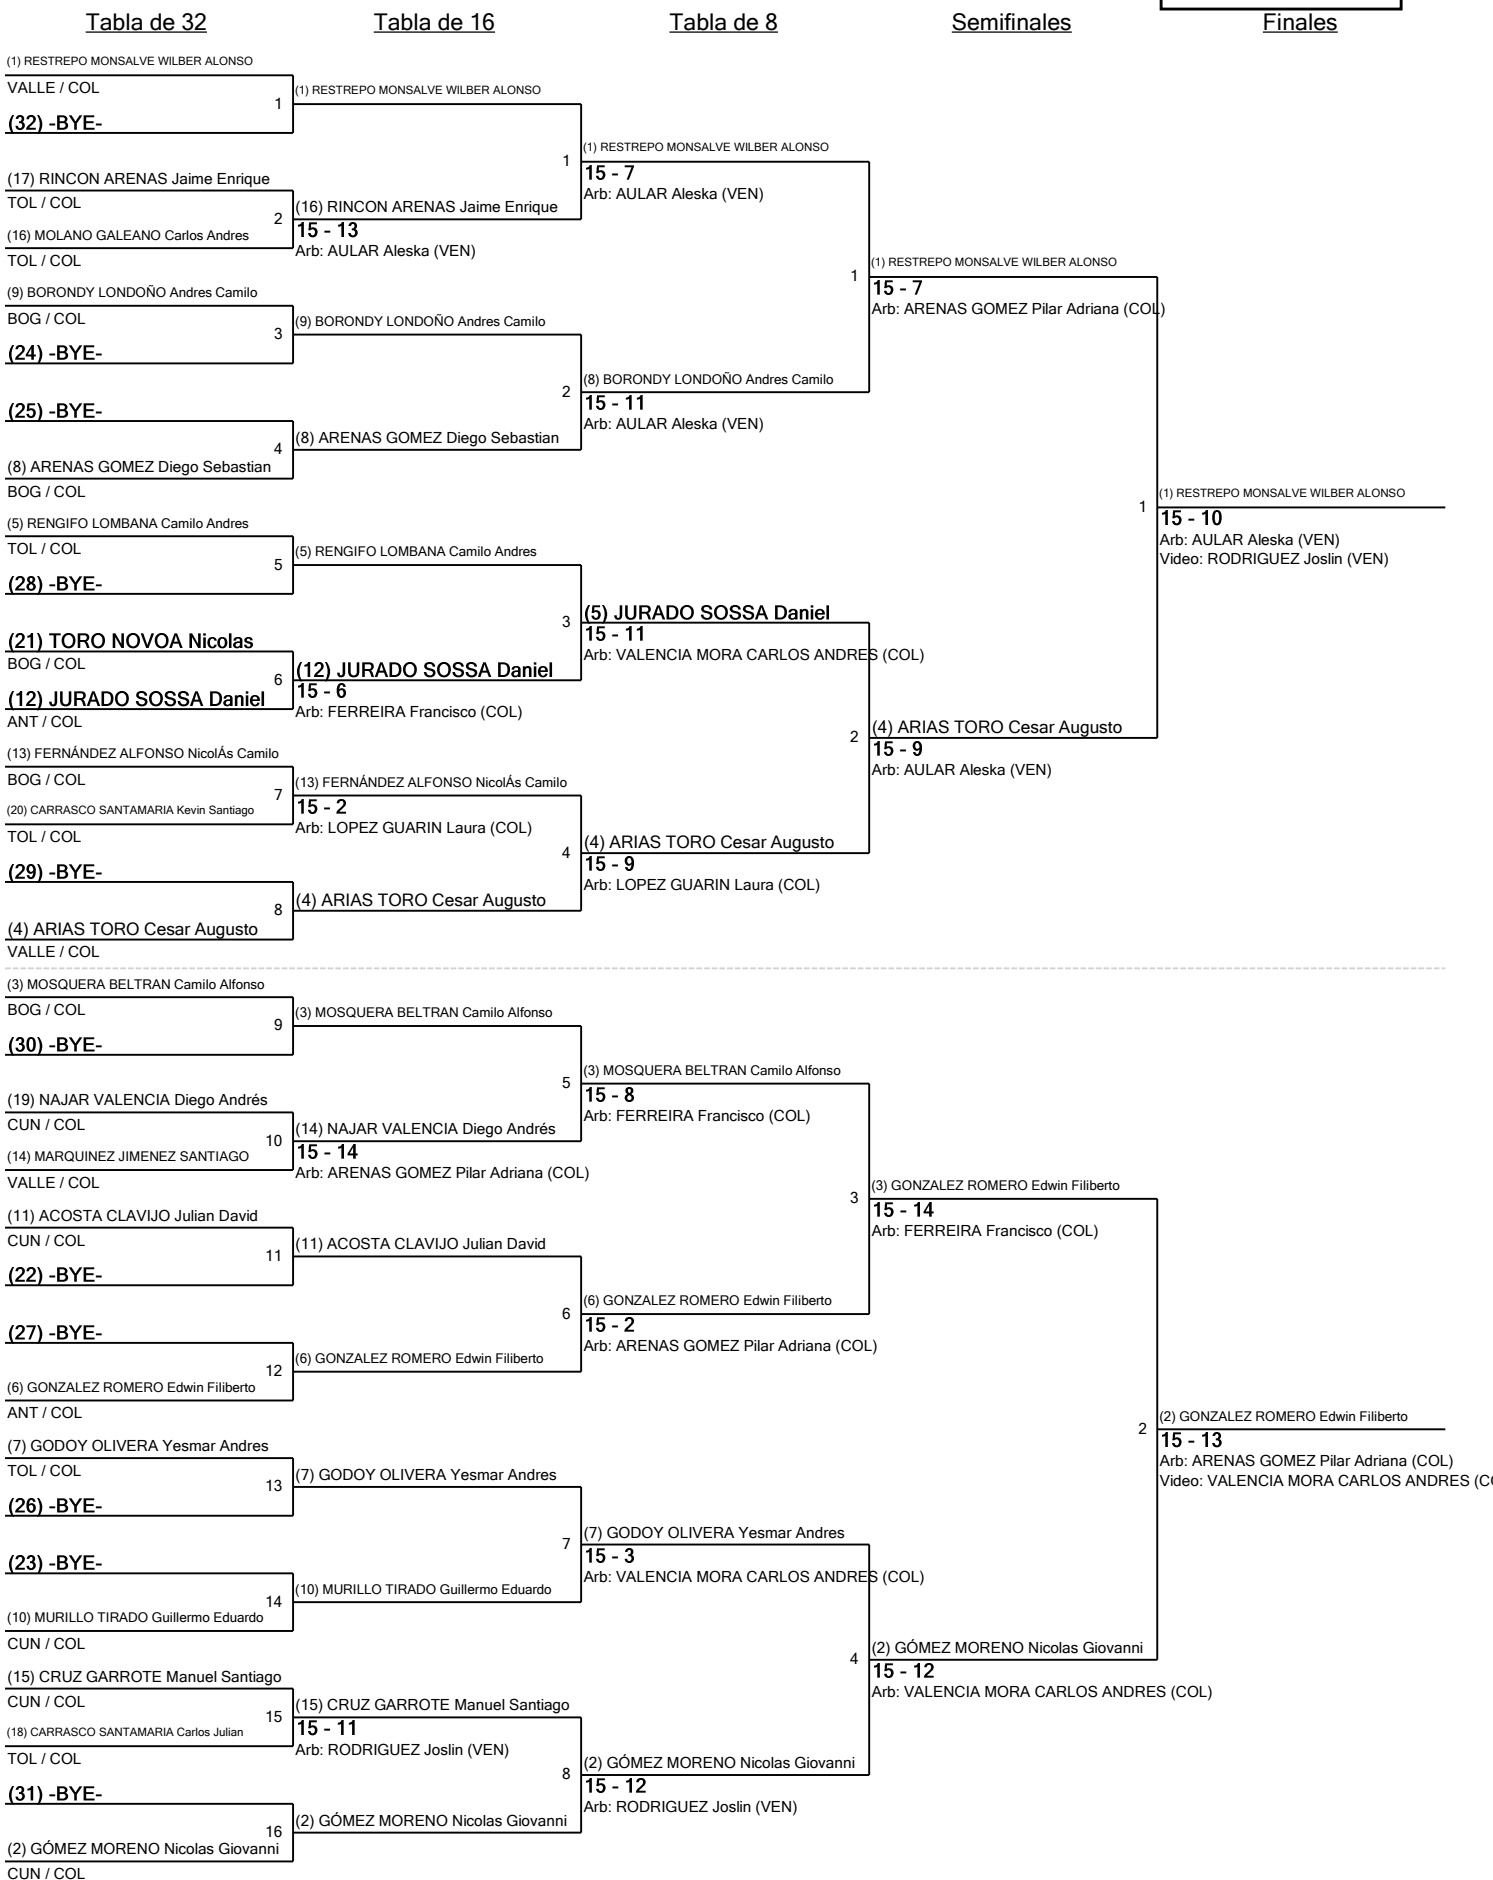 Tabla de 32
Tabla de 16
Tabla de 8
Semifinales
Finales
(1) RESTREPO MONSALVE WILBER ALONSO
VALLE / COL
1
(32) -BYE-
(17) RINCON ARENAS Jaime Enrique
TOL / COL
2
(16) MOLANO GALEANO Carlos Andres
TOL / COL
(9) BORONDY LONDOÑO Andres Camilo
BOG / COL
3
(24) -BYE-
(25) -BYE-
4
(8) ARENAS GOMEZ Diego Sebastian
BOG / COL
(5) RENGIFO LOMBANA Camilo Andres
TOL / COL
5
(28) -BYE-
(21) TORO NOVOA Nicolas
BOG / COL
6
(12) JURADO SOSSA Daniel
ANT / COL
(13) FERNÁNDEZ ALFONSO NicolÁs Camilo
BOG / COL
7
(20) CARRASCO SANTAMARIA Kevin Santiago
TOL / COL
(29) -BYE-
8
(4) ARIAS TORO Cesar Augusto
VALLE / COL
(3) MOSQUERA BELTRAN Camilo Alfonso
BOG / COL
9
(30) -BYE-
(19) NAJAR VALENCIA Diego Andrés
CUN / COL
10
(14) MARQUINEZ JIMENEZ SANTIAGO
VALLE / COL
(11) ACOSTA CLAVIJO Julian David
CUN / COL
11
(22) -BYE-
(27) -BYE-
12
(6) GONZALEZ ROMERO Edwin Filiberto
ANT / COL
(7) GODOY OLIVERA Yesmar Andres
TOL / COL
13
(26) -BYE-
(23) -BYE-
14
(10) MURILLO TIRADO Guillermo Eduardo
CUN / COL
(15) CRUZ GARROTE Manuel Santiago
CUN / COL
15
(18) CARRASCO SANTAMARIA Carlos Julian
TOL / COL
(31) -BYE-
16
(2) GÓMEZ MORENO Nicolas Giovanni
CUN / COL
(1) RESTREPO MONSALVE WILBER ALONSO
1
(16) RINCON ARENAS Jaime Enrique
15 - 13
Arb: AULAR Aleska (VEN)
(9) BORONDY LONDOÑO Andres Camilo
2
(8) ARENAS GOMEZ Diego Sebastian
(5) RENGIFO LOMBANA Camilo Andres
3
(12) JURADO SOSSA Daniel
15 - 6
Arb: FERREIRA Francisco (COL)
(13) FERNÁNDEZ ALFONSO NicolÁs Camilo
15 - 2
Arb: LOPEZ GUARIN Laura (COL)
4
(4) ARIAS TORO Cesar Augusto
(3) MOSQUERA BELTRAN Camilo Alfonso
5
(14) NAJAR VALENCIA Diego Andrés
15 - 14
Arb: ARENAS GOMEZ Pilar Adriana (COL)
(11) ACOSTA CLAVIJO Julian David
6
(6) GONZALEZ ROMERO Edwin Filiberto
(7) GODOY OLIVERA Yesmar Andres
7
(10) MURILLO TIRADO Guillermo Eduardo
(15) CRUZ GARROTE Manuel Santiago
15 - 11
Arb: RODRIGUEZ Joslin (VEN)
8
(2) GÓMEZ MORENO Nicolas Giovanni
(1) RESTREPO MONSALVE WILBER ALONSO
15 - 7
Arb: AULAR Aleska (VEN)
1
(8) BORONDY LONDOÑO Andres Camilo
15 - 11
Arb: AULAR Aleska (VEN)
(5) JURADO SOSSA Daniel
15 - 11
Arb: VALENCIA MORA CARLOS ANDRES (COL)
2
(4) ARIAS TORO Cesar Augusto
15 - 9
Arb: LOPEZ GUARIN Laura (COL)
(3) MOSQUERA BELTRAN Camilo Alfonso
15 - 8
Arb: FERREIRA Francisco (COL)
3
(6) GONZALEZ ROMERO Edwin Filiberto
15 - 2
Arb: ARENAS GOMEZ Pilar Adriana (COL)
(7) GODOY OLIVERA Yesmar Andres
15 - 3
Arb: VALENCIA MORA CARLOS ANDRES (COL)
4
(2) GÓMEZ MORENO Nicolas Giovanni
15 - 12
Arb: RODRIGUEZ Joslin (VEN)
(1) RESTREPO MONSALVE WILBER ALONSO
15 - 7
Arb: ARENAS GOMEZ Pilar Adriana (COL)
1
(4) ARIAS TORO Cesar Augusto
15 - 9
Arb: AULAR Aleska (VEN)
(3) GONZALEZ ROMERO Edwin Filiberto
15 - 14
Arb: FERREIRA Francisco (COL)
2
(2) GÓMEZ MORENO Nicolas Giovanni
15 - 12
Arb: VALENCIA MORA CARLOS ANDRES (COL)
(1) RESTREPO MONSALVE WILBER ALONSO
15 - 10
Arb: AULAR Aleska (VEN)
Video: RODRIGUEZ Joslin (VEN)
(2) GONZALEZ ROMERO Edwin Filiberto
15 - 13
Arb: ARENAS GOMEZ Pilar Adriana (COL)
Video: VALENCIA MORA CARLOS ANDRES